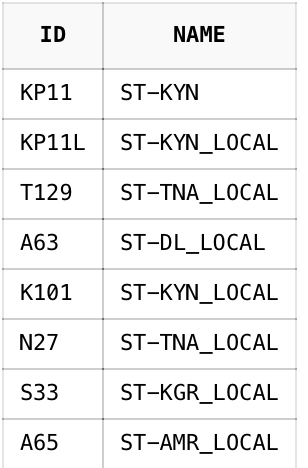 ID NAME
KP11 ST-KYN
KP11L ST-KYN_LOCAL
T129 ST-TNA_LOCAL
A63 ST-DL_LOCAL
K101 ST-KYN_LOCAL
N27 ST-TNA_LOCAL
S33 ST-KGR_LOCAL
A65 ST-AMR_LOCAL